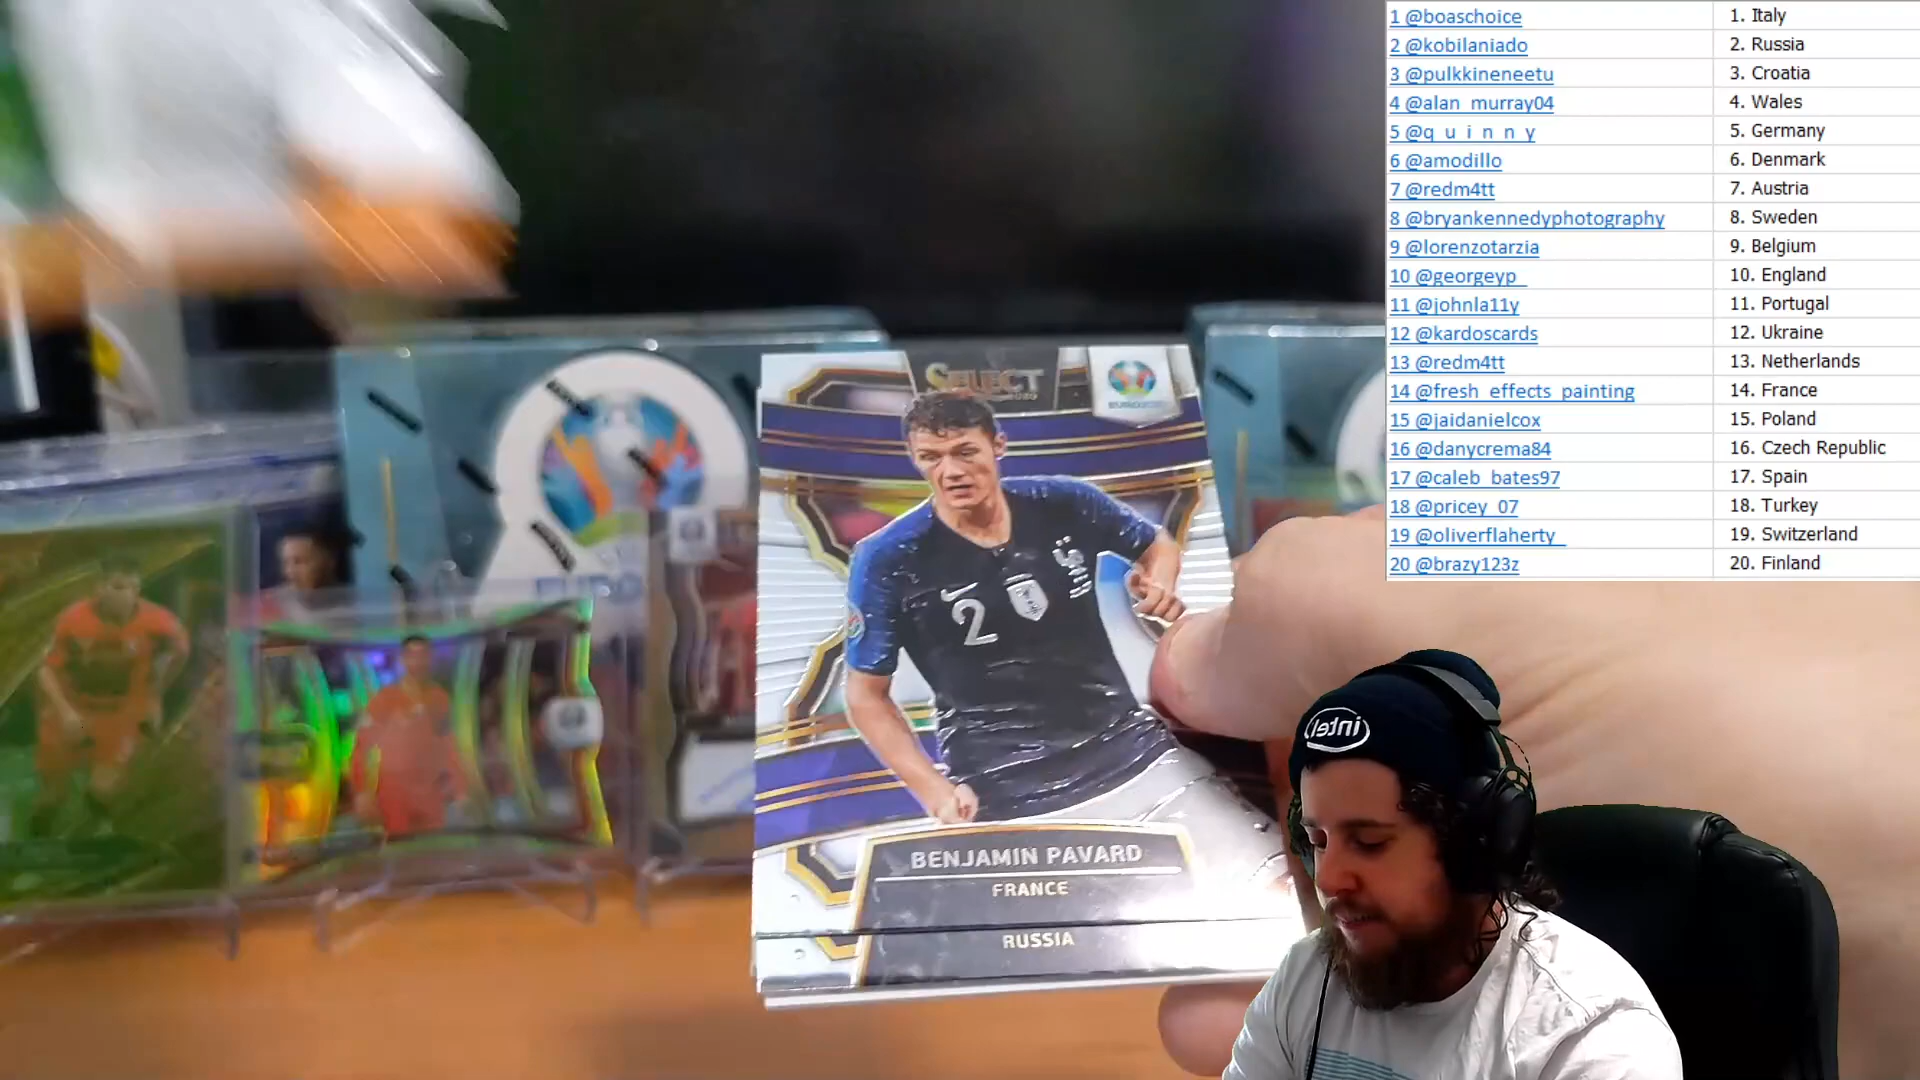 1 @boaschoice 1. Italy
2 @kobilaniado 2. Russia
3 @pulkkineneetu 3. Croatia
4 @alan_murray04 4. Wales
5 @q_u_i_n_n_y 5. Germany
6 @amodillo 6. Denmark
7 @redm4tt 7. Austria
8 @bryankennedyphotography 8. Sweden
9 @lorenzotarzia 9. Belgium
10 @georgeyp_ 10. England
11 @johnla11y 11. Portugal
12 @kardoscards 12. Ukraine
13 @redm4tt 13. Netherlands
14 @fresh_effects_painting 14. France
15 @jaidanielcox 15. Poland
16 @danycrema84 16. Czech Republic
17 @caleb_bates97 17. Spain
18 @pricey_07 18. Turkey
19 @oliverflaherty_ 19. Switzerland
20 @brazy123z 20. Finland
SELECT
EURO2020
EURO
2
BENJAMIN PAVARD
FRANCE
RUSSIA
intel